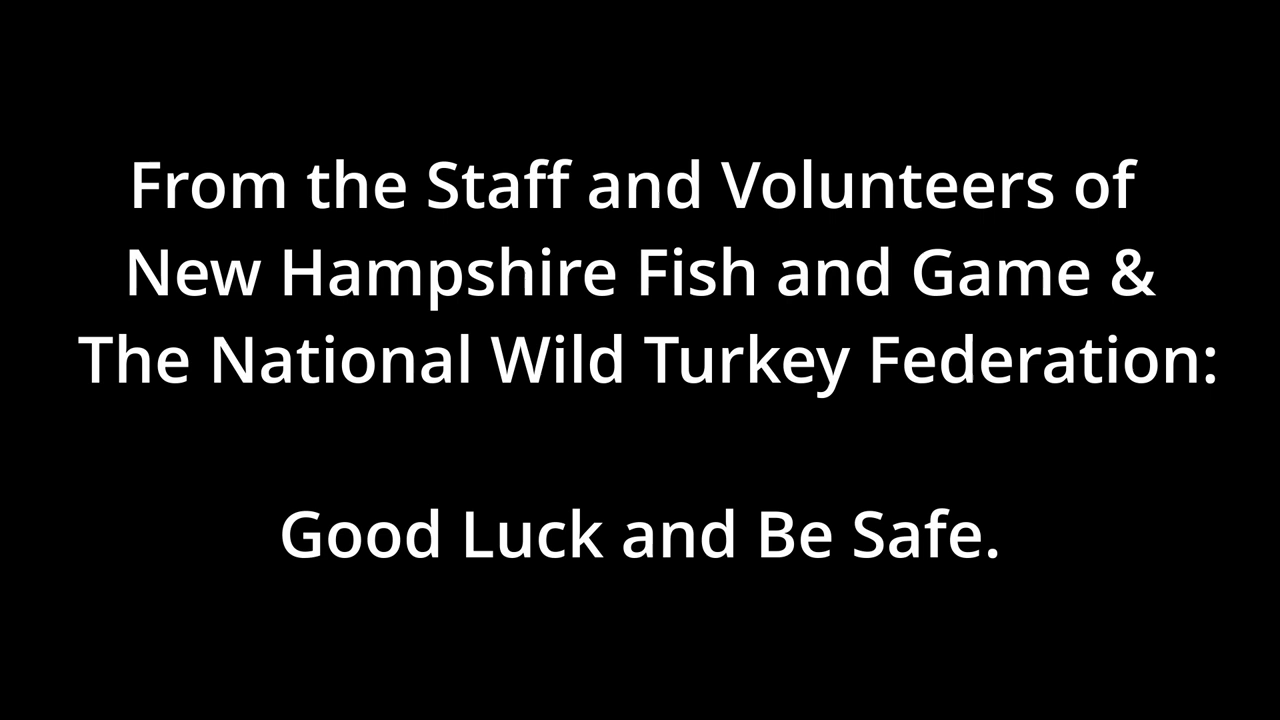 From the Staff and Volunteers of
New Hampshire Fish and Game &
The National Wild Turkey Federation:
Good Luck and Be Safe.